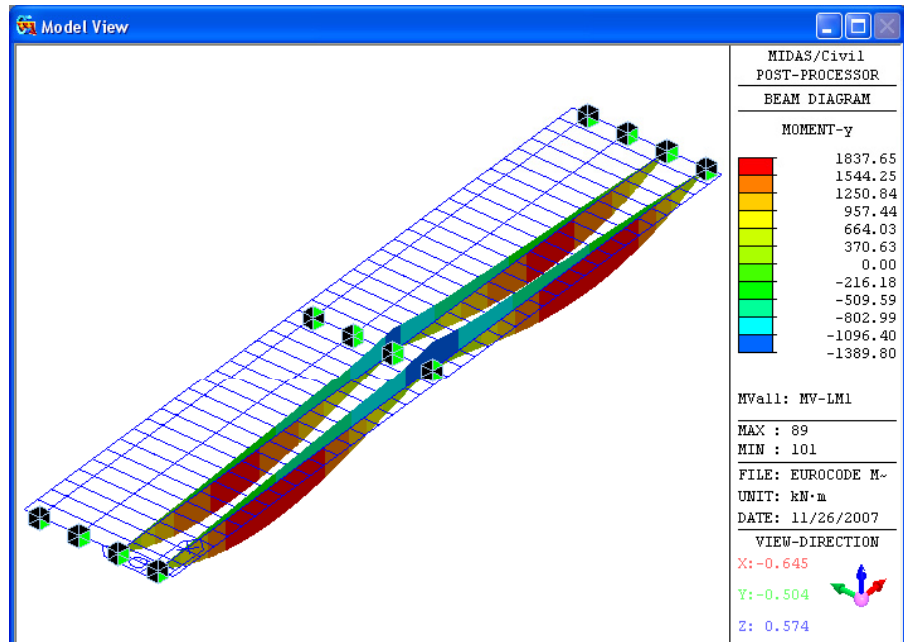 Model View
MIDAS/Civil
POST-PROCESSOR
BEAM DIAGRAM
MOMENT-y
1837.65
1544.25
1250.84
957.44
664.03
370.63
0.00
-216.18
-509.59
-802.99
-1096.40
-1389.80
MVall: MV-LM1
MAX : 89
MIN : 101
FILE: EUROCODE M~
UNIT: kN·m
DATE: 11/26/2007
VIEW-DIRECTION
X:-0.645
Y:-0.504
Z: 0.574